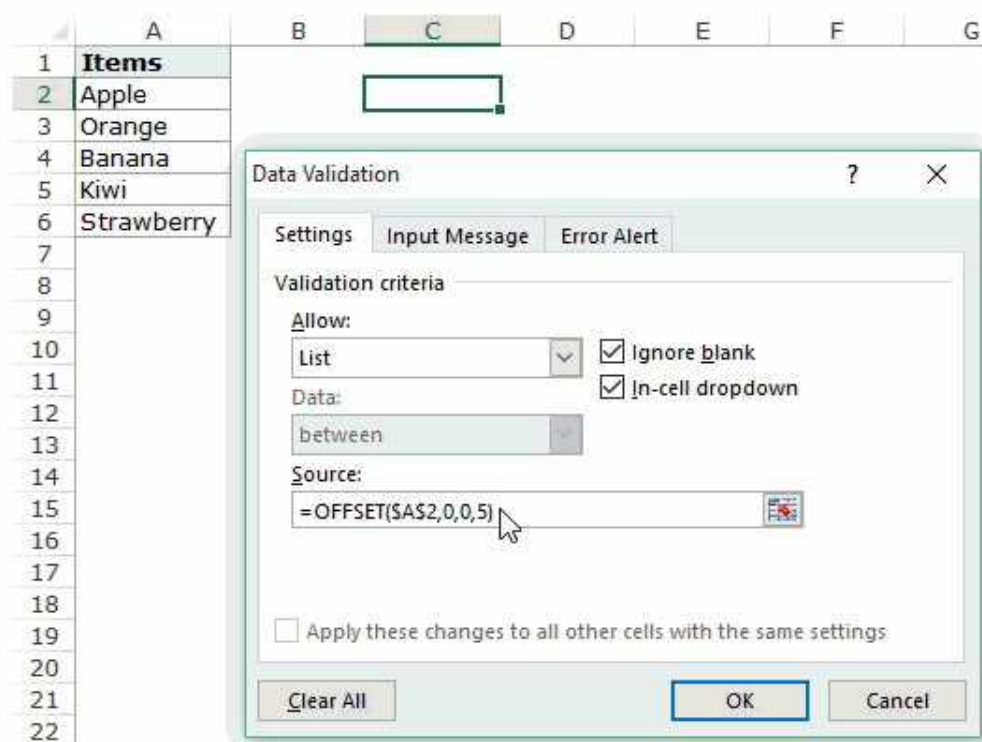 A B C D E F G
1 Items
2 Apple
3 Orange
4 Banana
5 Kiwi
6 Strawberry
7
8
9
10
11
12
13
14
15
16
17
18
19
20
21
22
Data Validation ?
Settings Input Message Error Alert
Validation criteria
Allow:
List
Ignore blank
In-cell dropdown
Data:
between
Source:
=OFFSET($A$2,0,0,5)
Apply these changes to all other cells with the same settings
Clear All OK Cancel